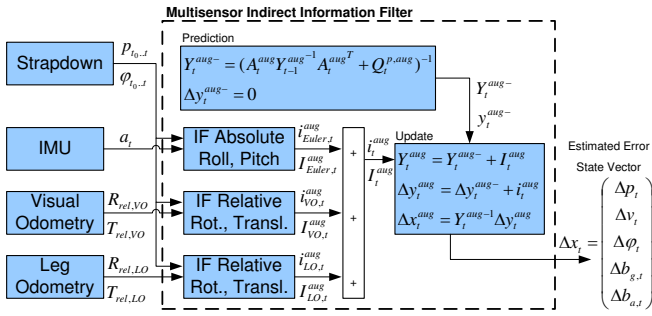 Multisensor Indirect Information Filter
Prediction
Y_t^{aug-} = (A_t^{aug} Y_{t-1}^{aug^{-1}} A_t^{aug^T} + Q_t^{p,aug})^{-1}
Δy_t^{aug-} = 0
Strapdown
p_{t_0..t}
φ_{t_0..t}
Y_t^{aug-}
y_t^{aug-}
IMU
a_t
IF Absolute
Roll, Pitch
i_{Euler,t}^{aug}
I_{Euler,t}^{aug}
+
+
+
i_t^{aug}
I_t^{aug}
Update
Y_t^{aug} = Y_t^{aug-} + I_t^{aug}
Δy_t^{aug} = Δy_t^{aug-} + i_t^{aug}
Δx_t^{aug} = Y_t^{aug-1} Δy_t^{aug}
Visual
Odometry
R_{rel,VO}
T_{rel,VO}
IF Relative
Rot., Transl.
i_{VO,t}^{aug}
I_{VO,t}^{aug}
Leg
Odometry
R_{rel,LO}
T_{rel,LO}
IF Relative
Rot., Transl.
i_{LO,t}^{aug}
I_{LO,t}^{aug}
Estimated Error
State Vector
Δx_t =
Δp_t
Δv_t
Δφ_t
Δb_{g,t}
Δb_{a,t}